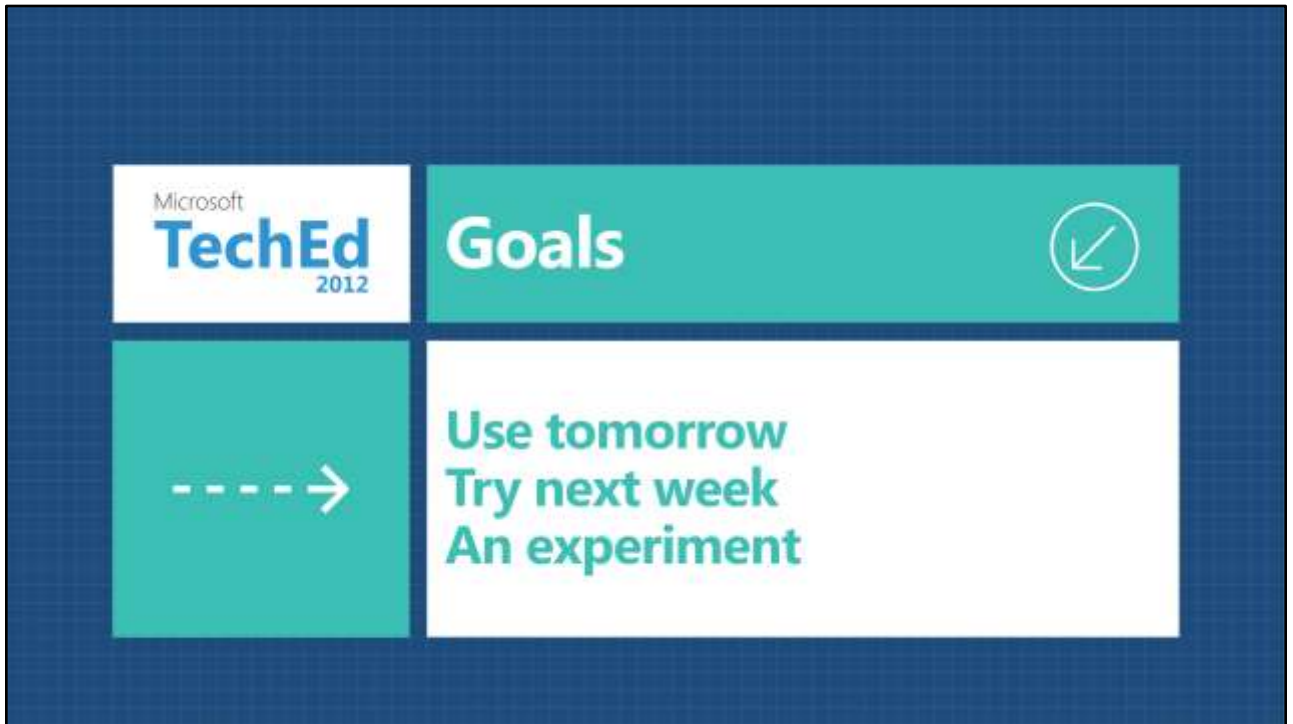 Microsoft
TechEd
2012
Goals
Use tomorrow
Try next week
An experiment